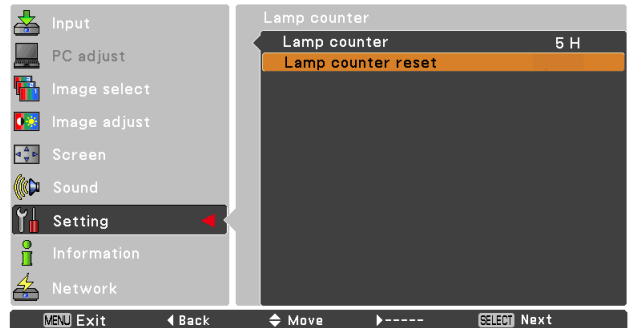 Input
PC adjust
Image select
Image adjust
Screen
Sound
Setting
Information
Network
Lamp counter
Lamp counter 5 H
Lamp counter reset
MENU Exit Back Move ----- SELECT Next